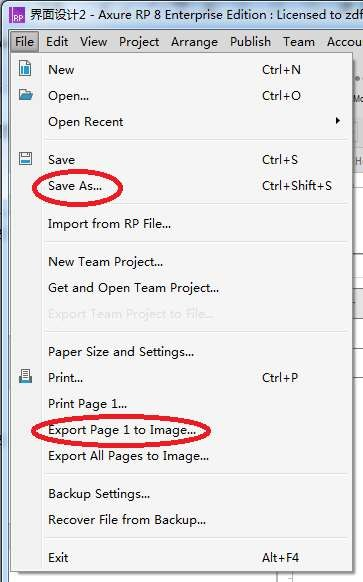 RP 界面设计2 - Axure RP 8 Enterprise Edition : Licensed to zdf
File Edit View Project Arrange Publish Team Accou
New Ctrl+N
Open... Ctrl+O
Open Recent
Save Ctrl+S
Save As... Ctrl+Shift+S
Import from RP File...
New Team Project...
Get and Open Team Project...
Export Team Project to File...
Paper Size and Settings...
Print... Ctrl+P
Print Page 1...
Export Page 1 to Image...
Export All Pages to Image...
Backup Settings...
Recover File from Backup...
Exit Alt+F4